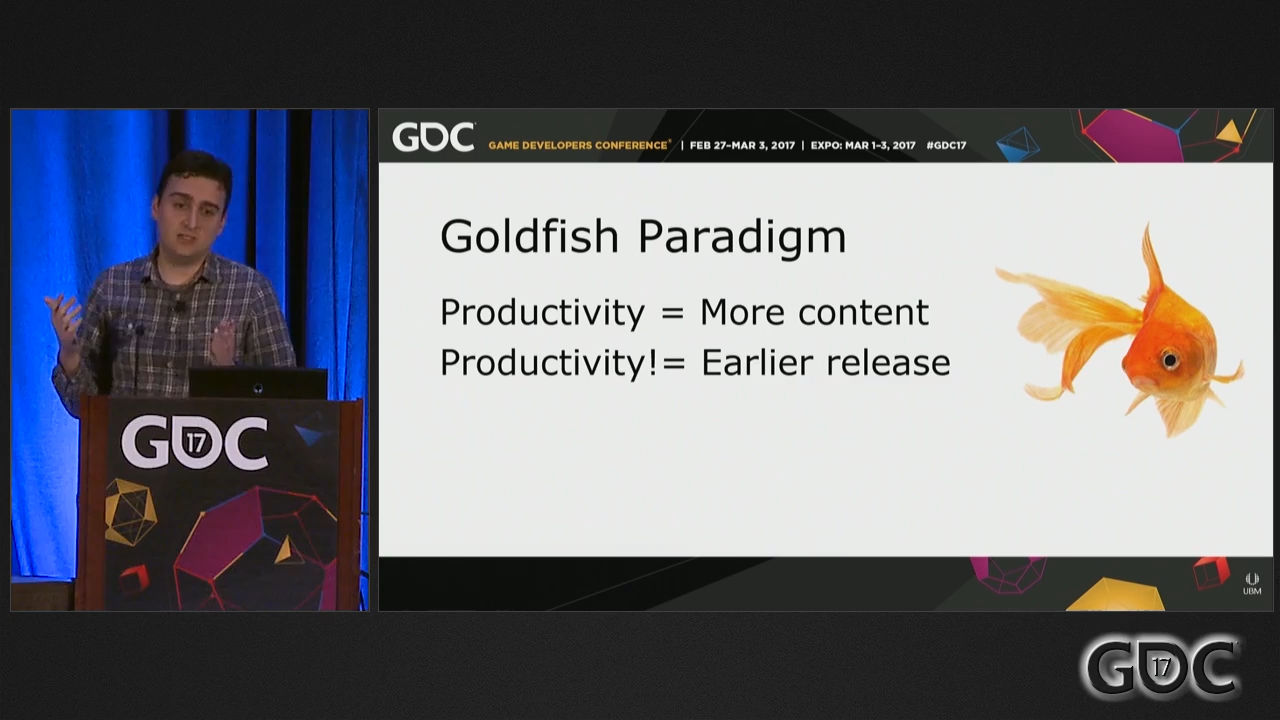 GDC
GAME DEVELOPERS CONFERENCE® | FEB 27–MAR 3, 2017 | EXPO: MAR 1–3, 2017 #GDC17
Goldfish Paradigm
Productivity = More content
Productivity!= Earlier release
GDC
17
UBM
GDC
17